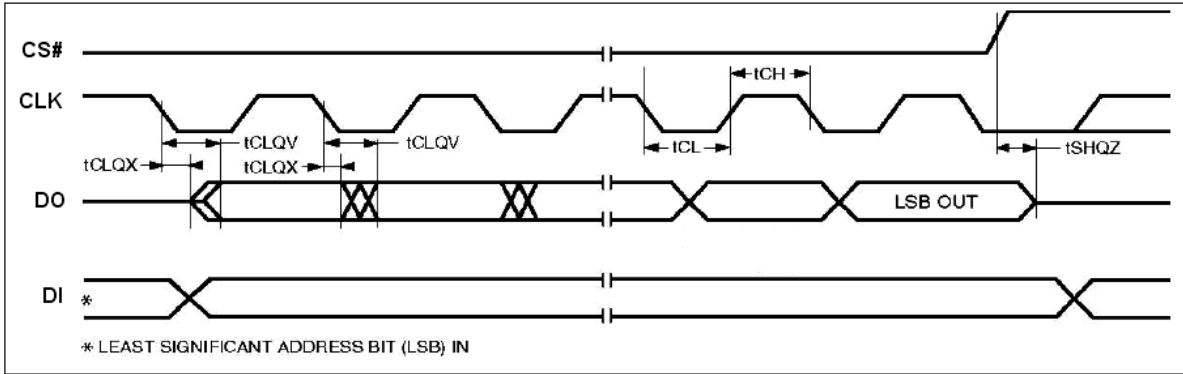 CS#
tCH
CLK
tCLQV
tCLQV
tCL
tSHQZ
tCLQX
tCLQX
DO
LSB OUT
DI
*
* LEAST SIGNIFICANT ADDRESS BIT (LSB) IN